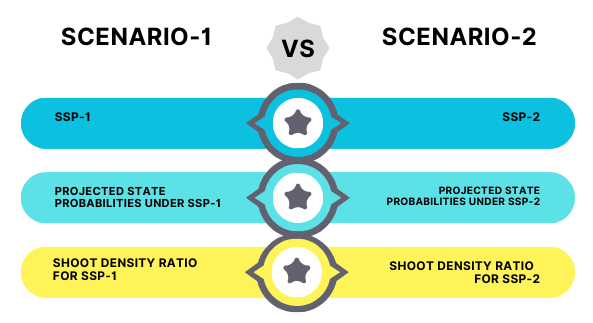 SCENARIO-1
VS
SCENARIO-2
SSP-1
SSP-2
PROJECTED STATE
PROBABILITIES UNDER SSP-1
PROJECTED STATE
PROBABILITIES UNDER SSP-2
SHOOT DENSITY RATIO
FOR SSP-1
SHOOT DENSITY RATIO
FOR SSP-2